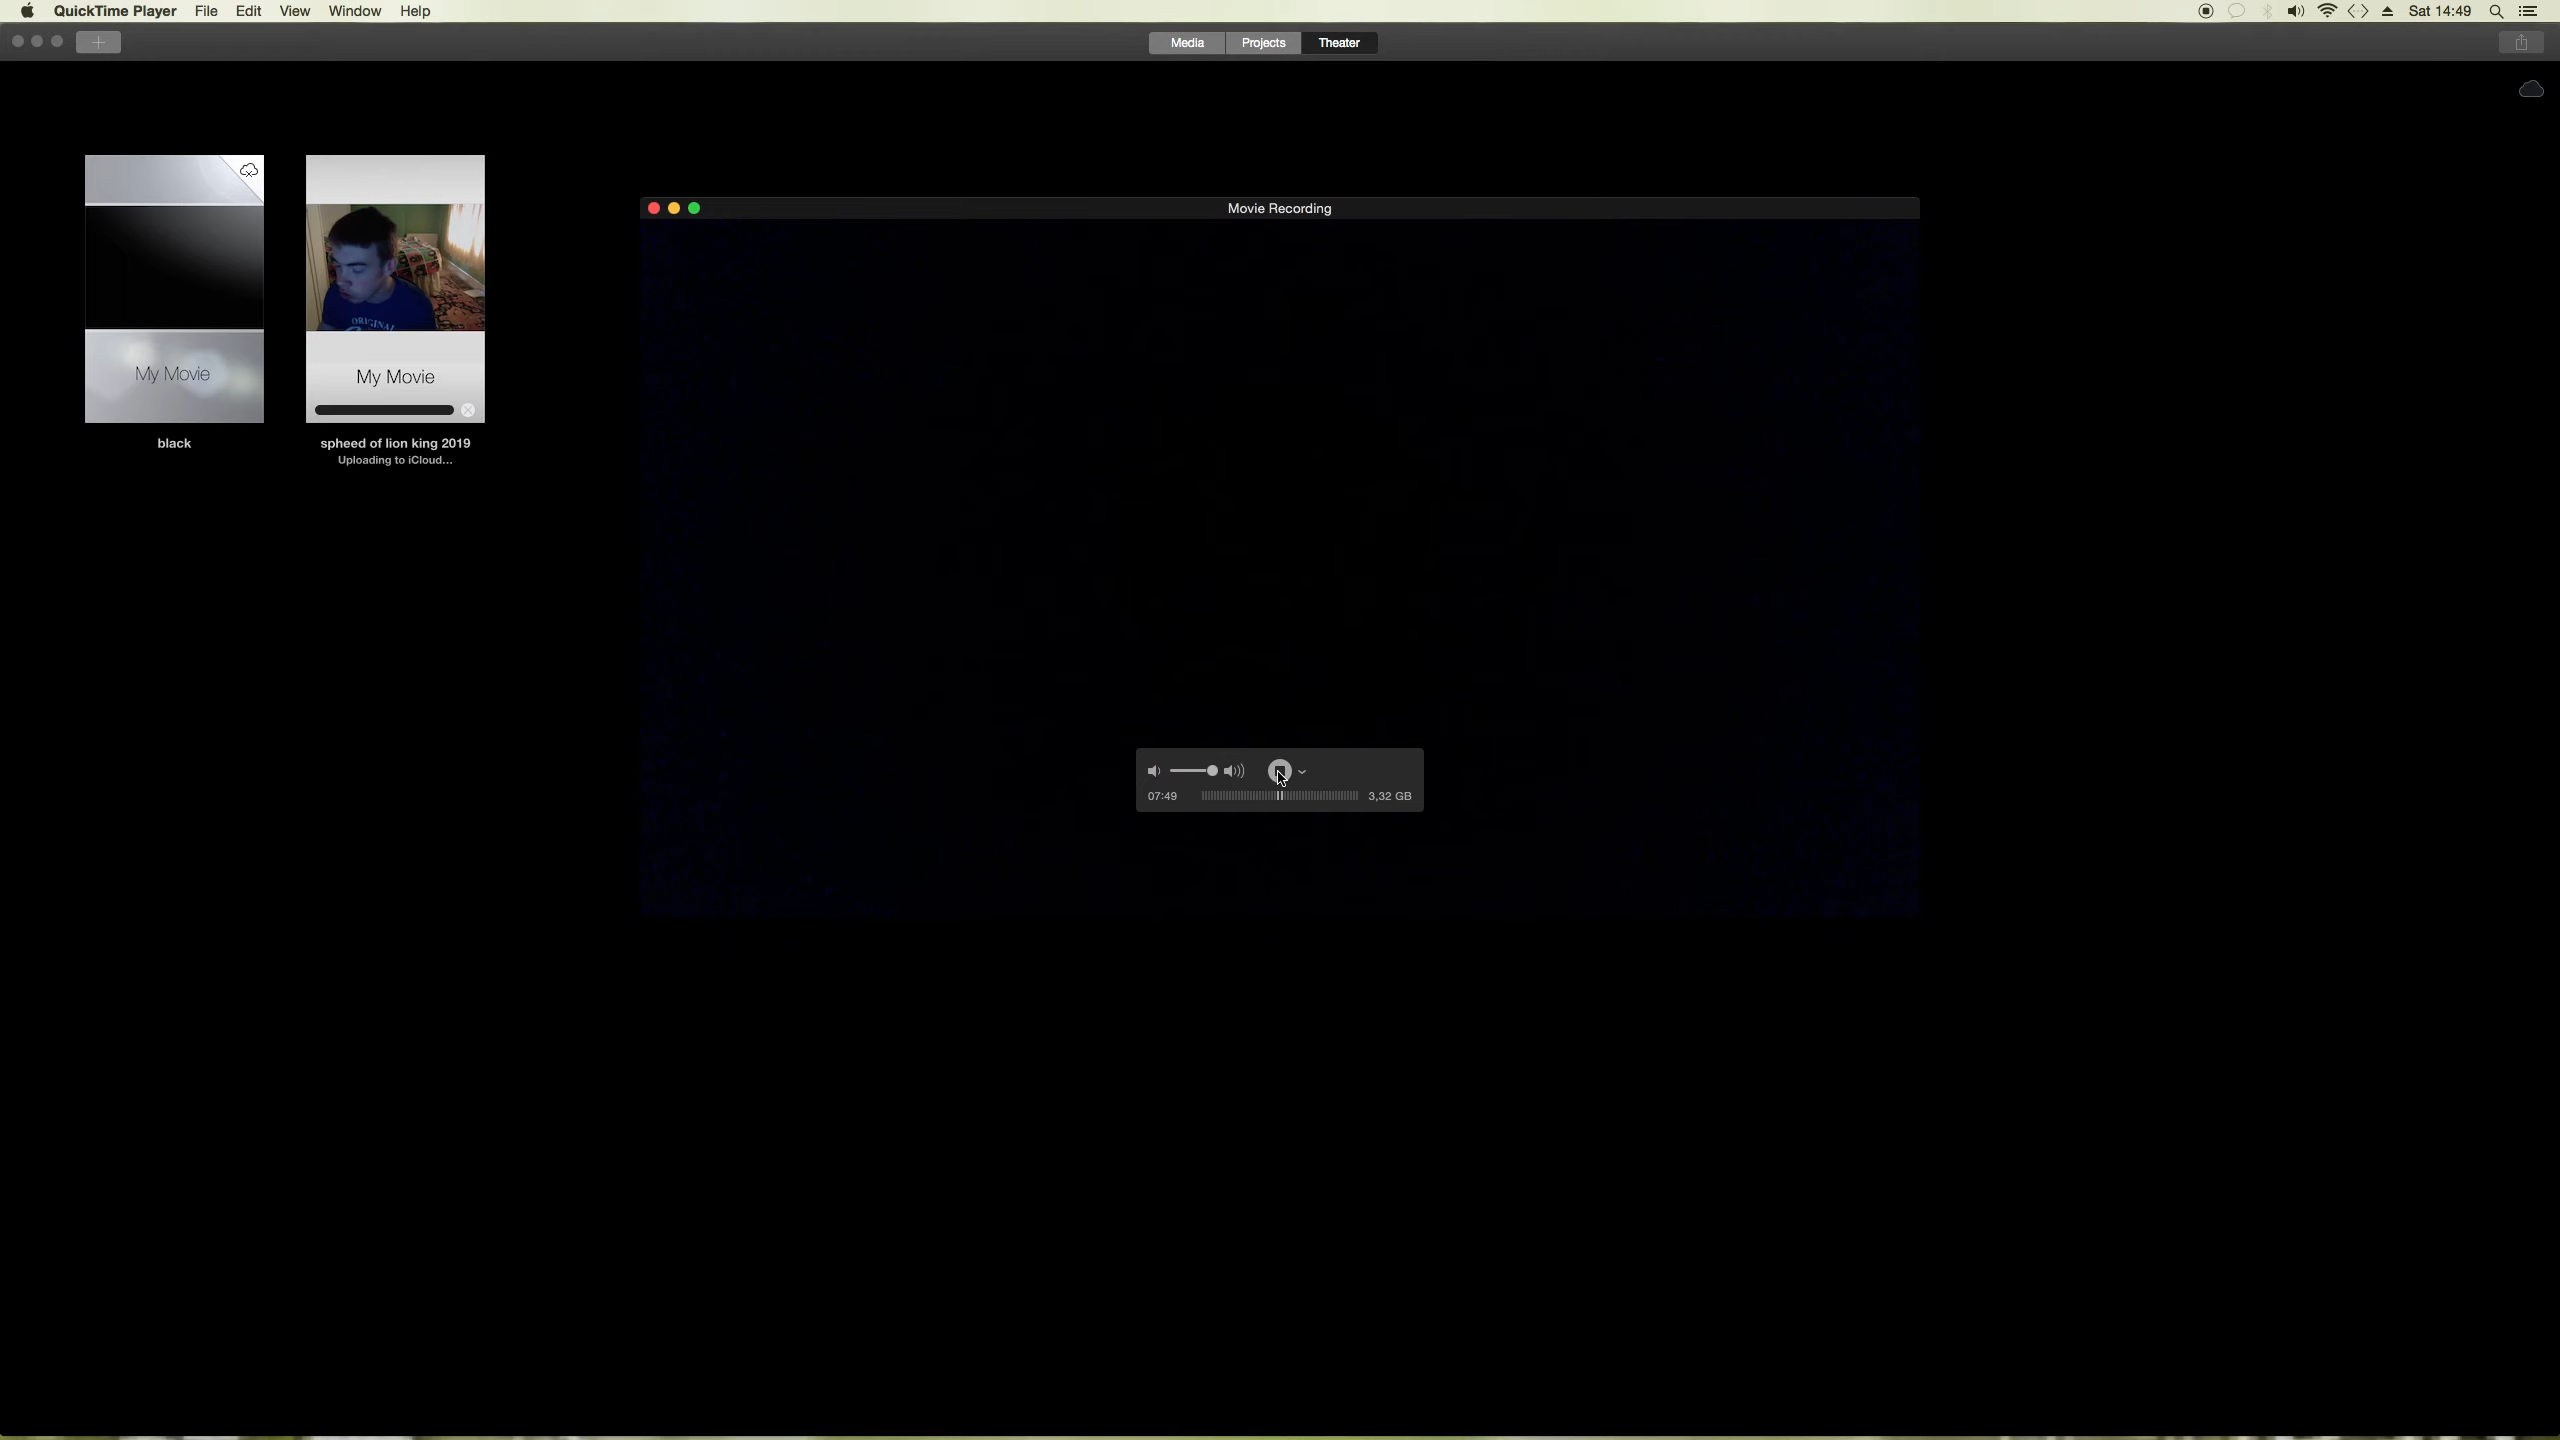 QuickTime Player File Edit View Window Help Sat 14:49
Media Projects Theater
Movie Recording
ORIGINAL
My Movie
My Movie
black
spheed of lion king 2019
Uploading to iCloud...
07:49 3,32 GB